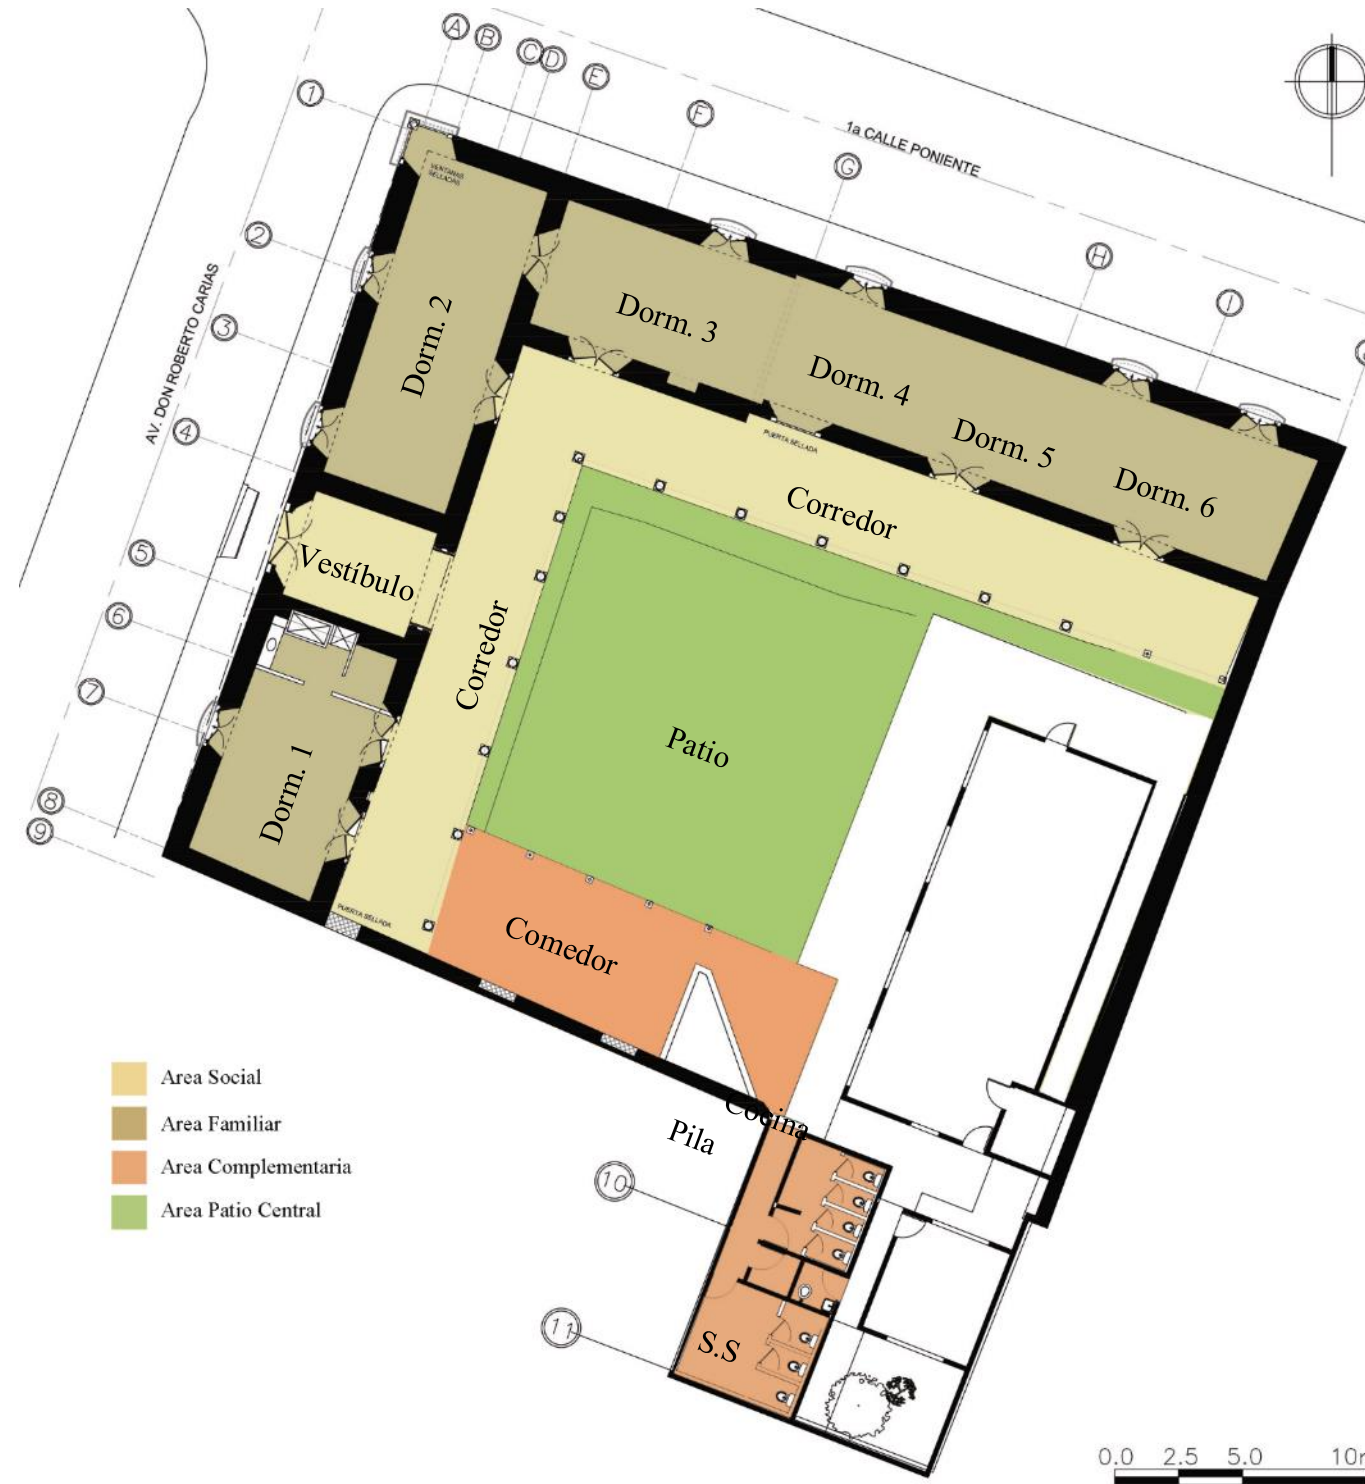 A
B
C
D
E
F
G
H
I
1
2
3
4
5
6
7
8
9
10
11
1a CALLE PONIENTE
AV. DON ROBERTO CARIAS
VENTANAS
SELLADAS
Dorm. 2
Dorm. 3
Dorm. 4
Dorm. 5
Dorm. 6
PUERTA SELLADA
Corredor
Vestíbulo
Corredor
Patio
Dorm. 1
PUERTA SELLADA
Comedor
Cocina
Pila
S.S
Area Social
Area Familiar
Area Complementaria
Area Patio Central
0.0 2.5 5.0 10